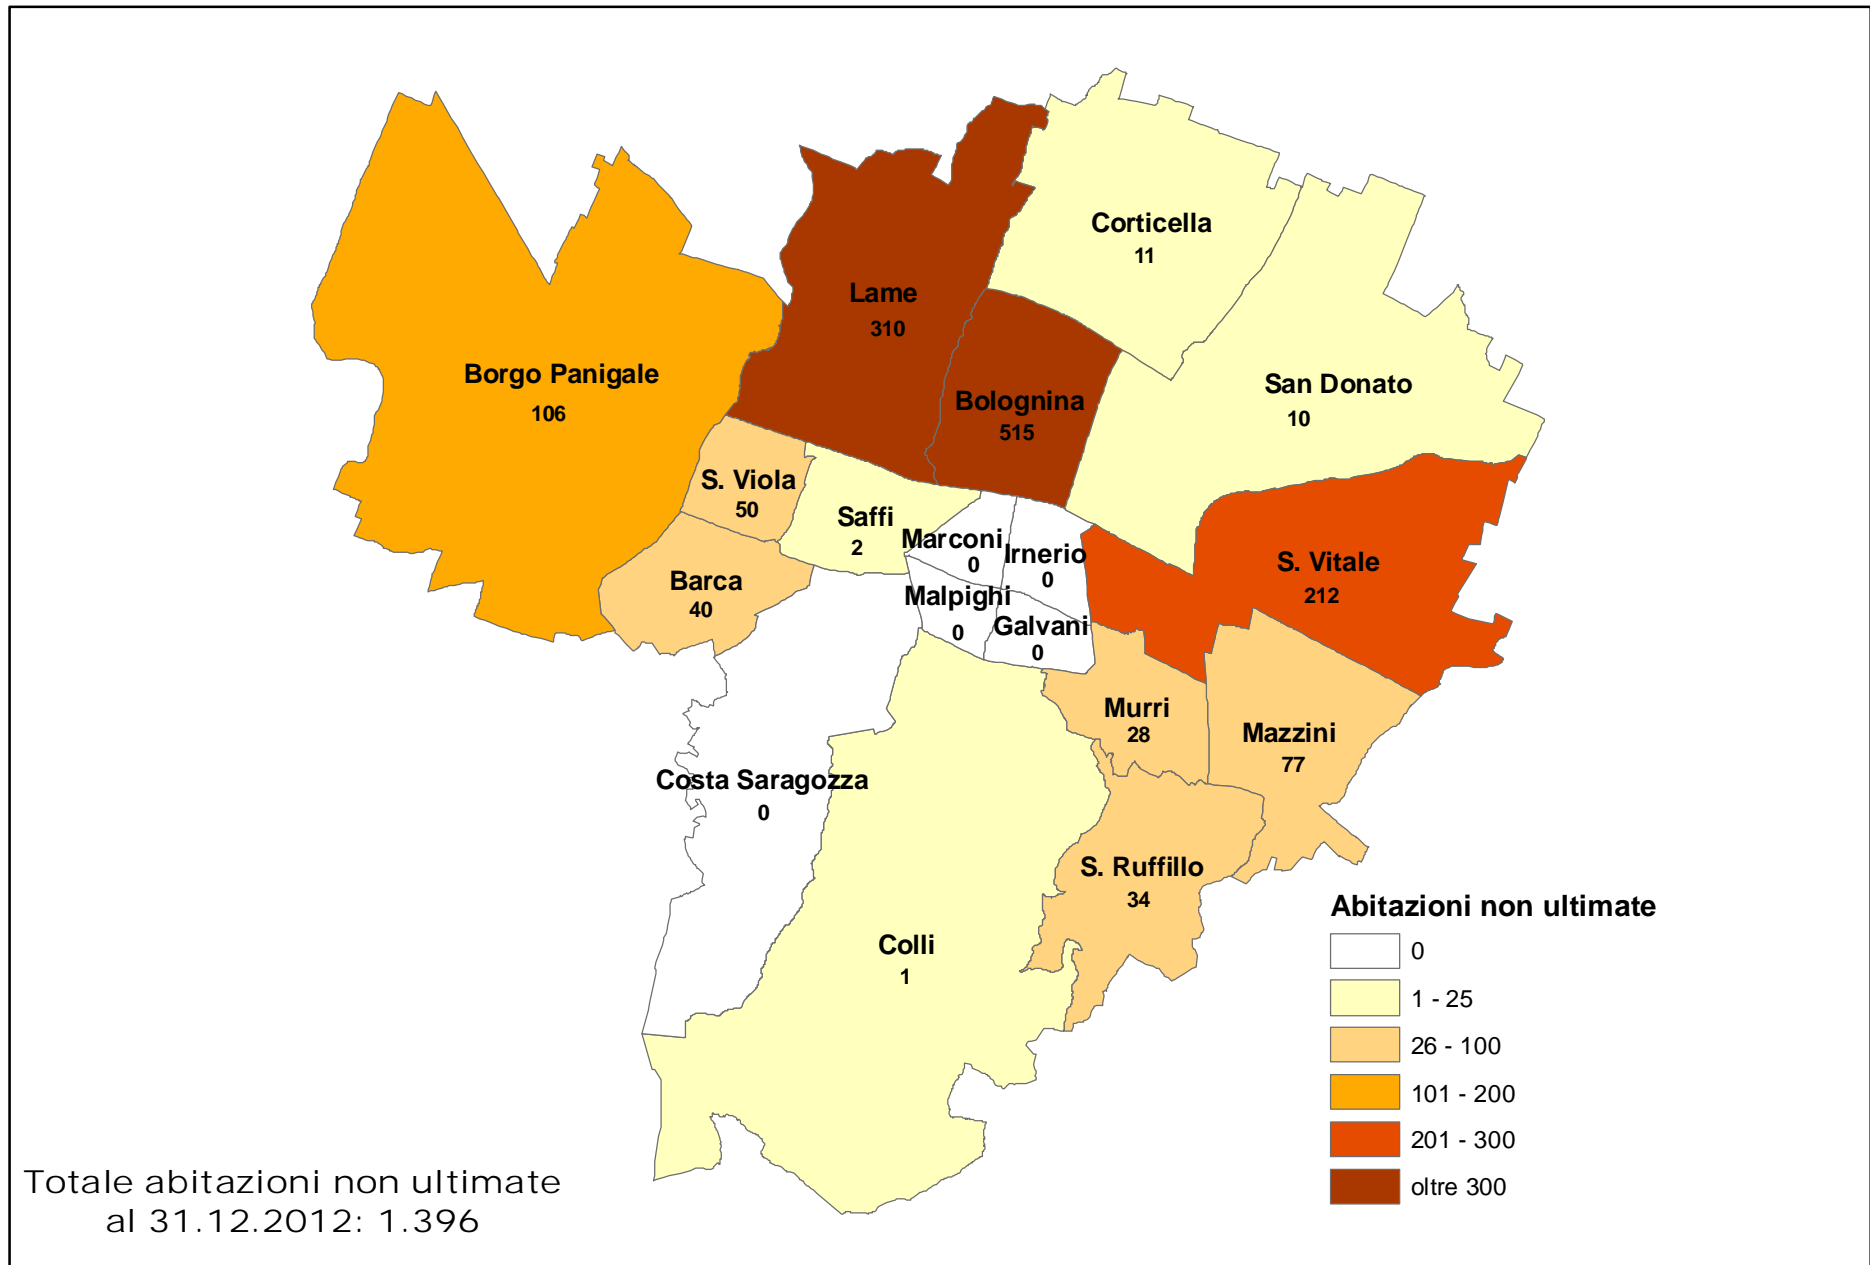 Corticella
11
Lame
310
Borgo Panigale
106
Bolognina
515
San Donato
10
S. Viola
50
Saffi
2
Marconi
0
Irnerio
0
S. Vitale
212
Barca
40
Malpighi
0
Galvani
0
Murri
28
Mazzini
77
Costa Saragozza
0
S. Ruffillo
34
Colli
1
Abitazioni non ultimate
0
1 - 25
26 - 100
101 - 200
201 - 300
oltre 300
Totale abitazioni non ultimate
al 31.12.2012: 1.396